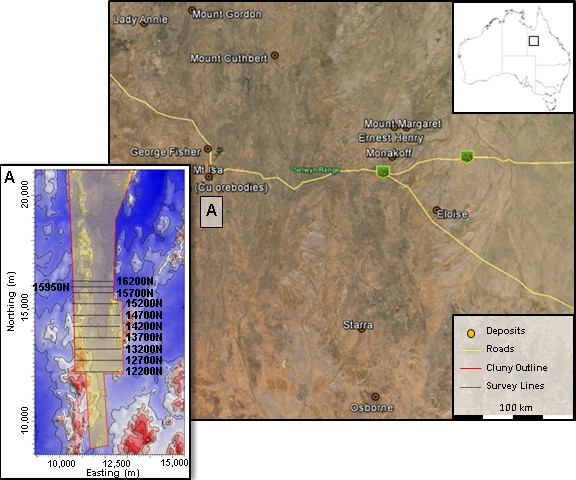 Lady Annie
Mount Gordon
Mount Cuthbert
Mount Margaret
Ernest Henry
Monakoff
George Fisher
Mt Isa
(Cu orebodies)
Selwyn Range
A
Eloise
Starra
Osborne
Deposits
Roads
Cluny Outline
Survey Lines
100 km
A
20,000
15,000
10,000
Northing (m)
15950N
16200N
15700N
15200N
14700N
14200N
13700N
13200N
12700N
12200N
10,000 12,500 15,000
Easting (m)